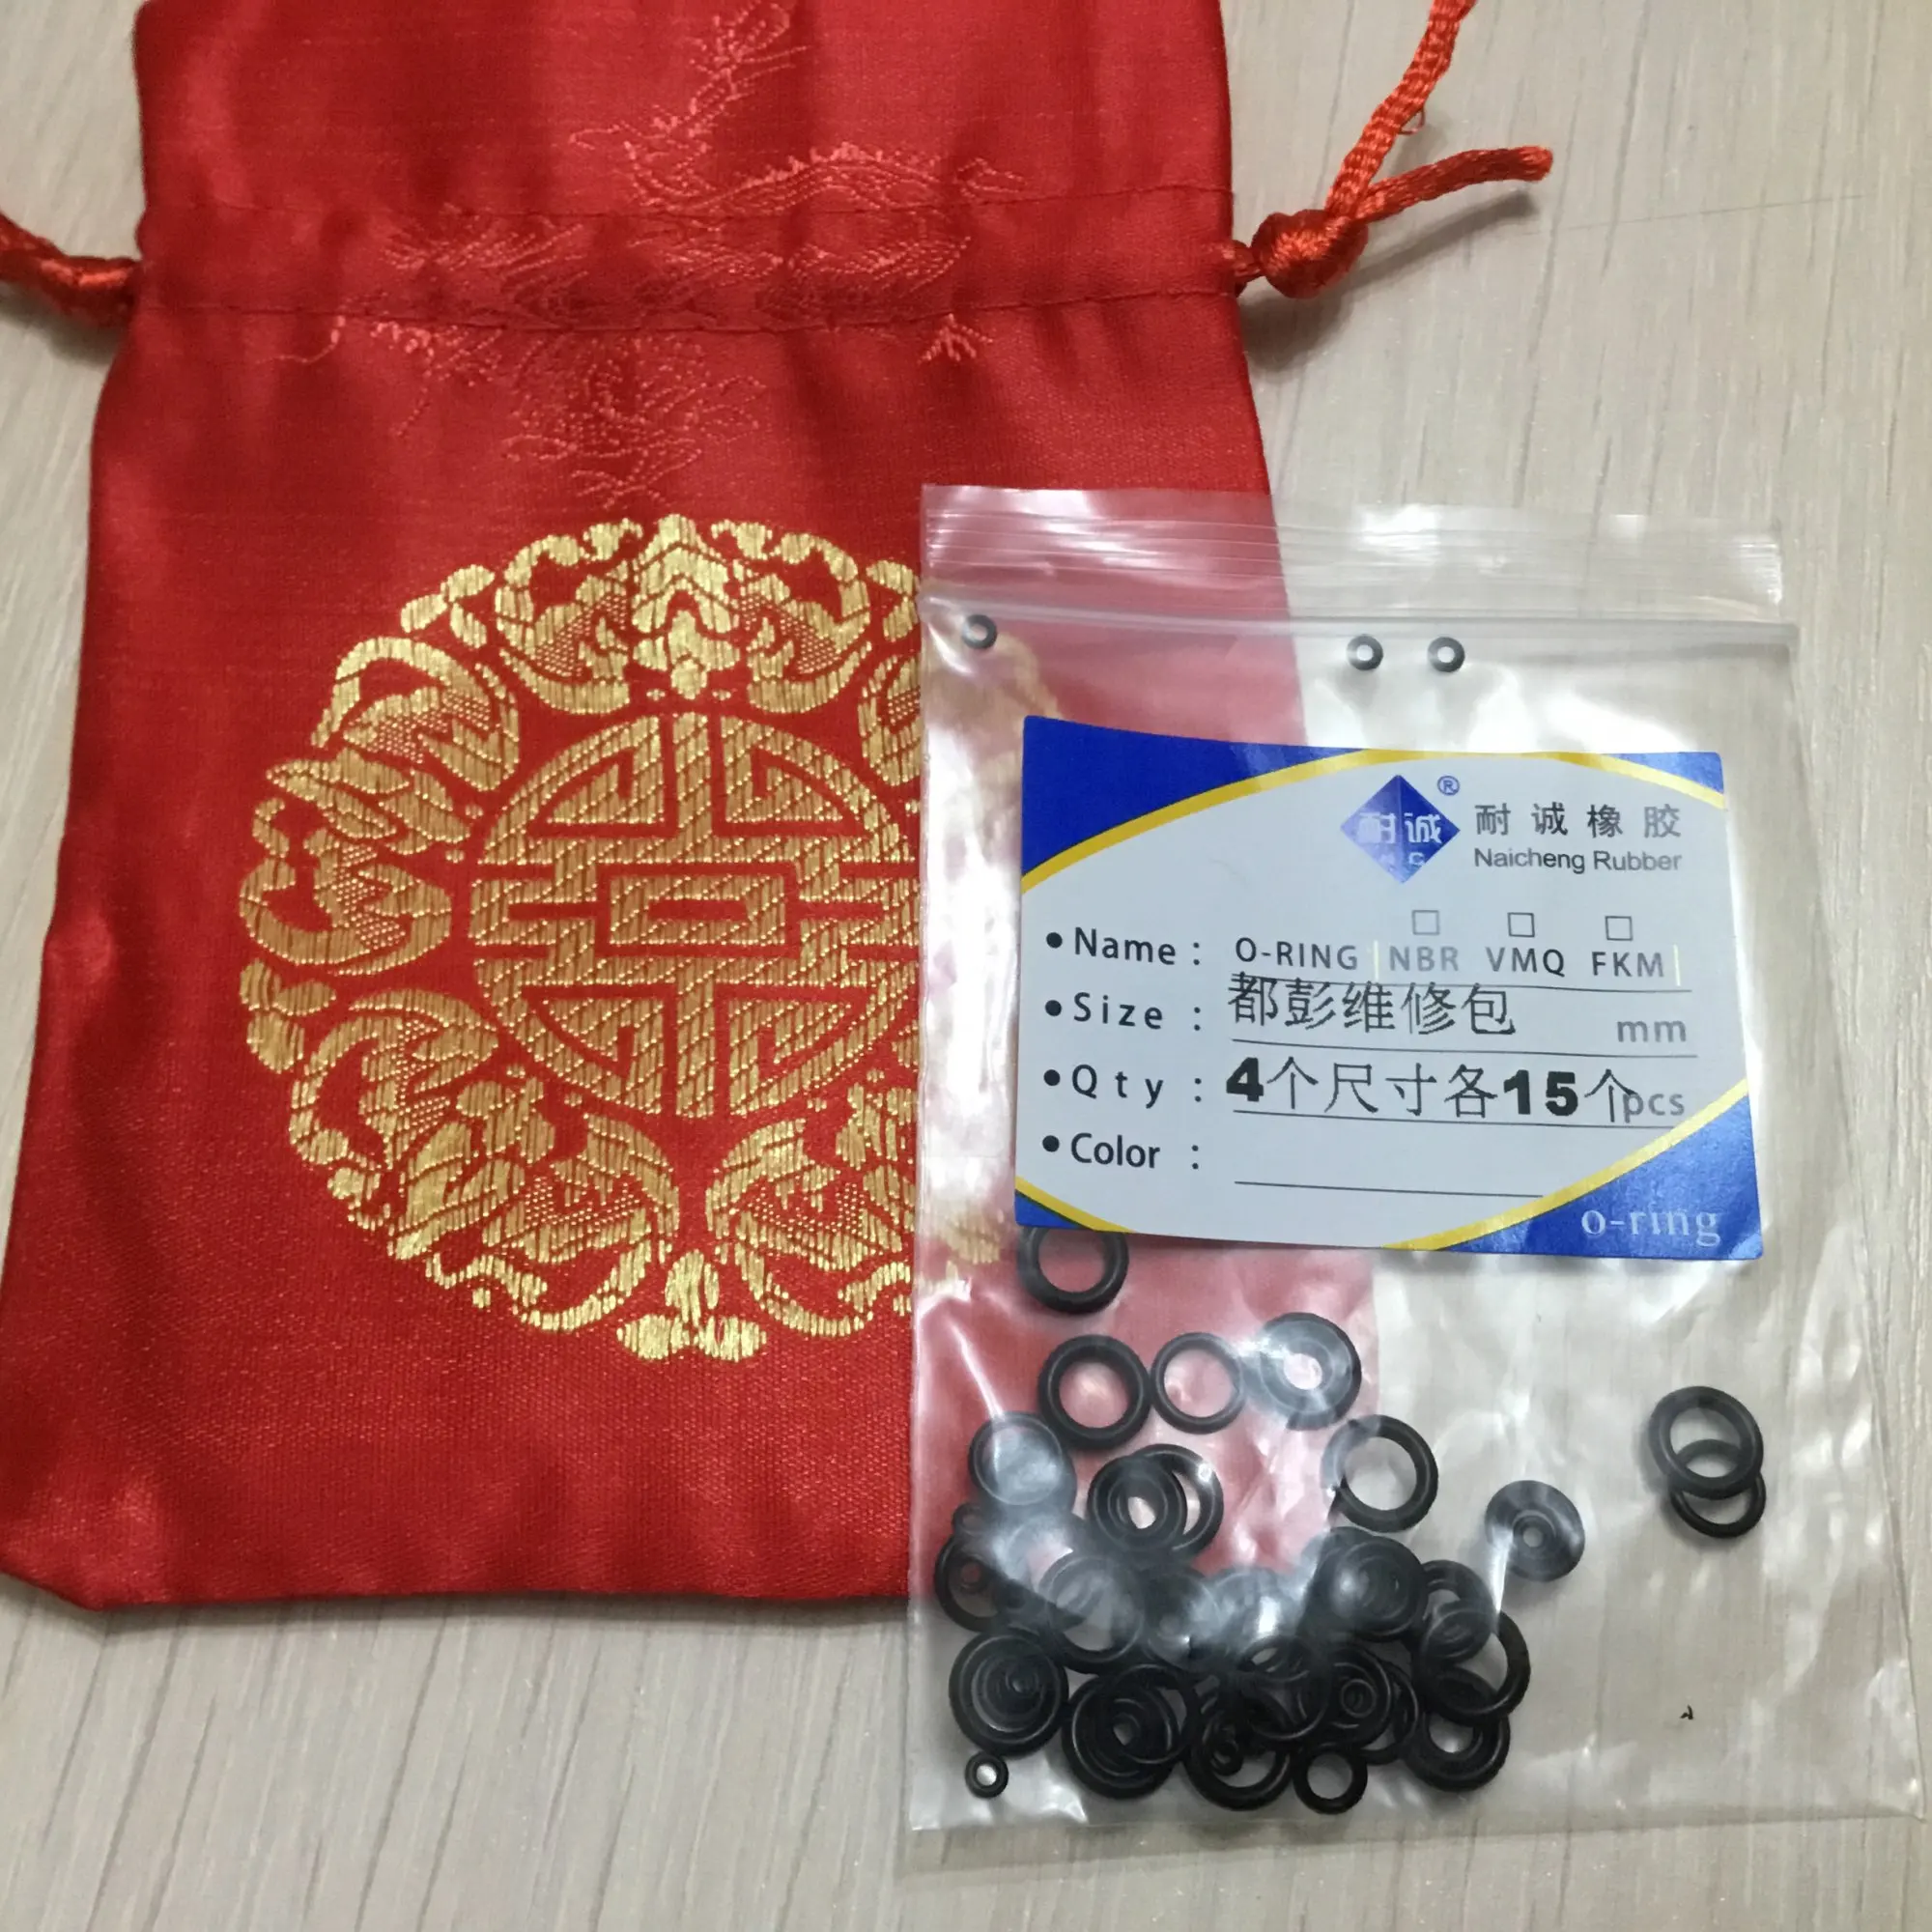 耐诚 ®
耐诚橡胶
Naicheng Rubber
• Name : O-RING | NBR VMQ FKM |
• Size : 都彭维修包 mm
• Qty : 4个尺寸各15个pcs
• Color :
o-ring